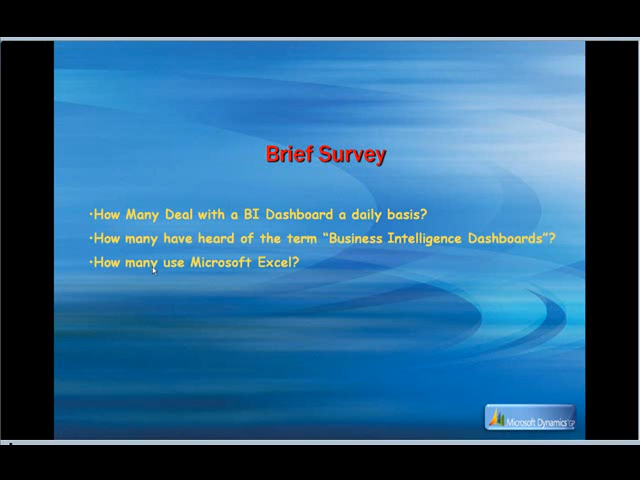 Brief Survey
•How Many Deal with a BI Dashboard a daily basis?
•How many have heard of the term “Business Intelligence Dashboards”?
•How many use Microsoft Excel?
Microsoft Dynamics GP